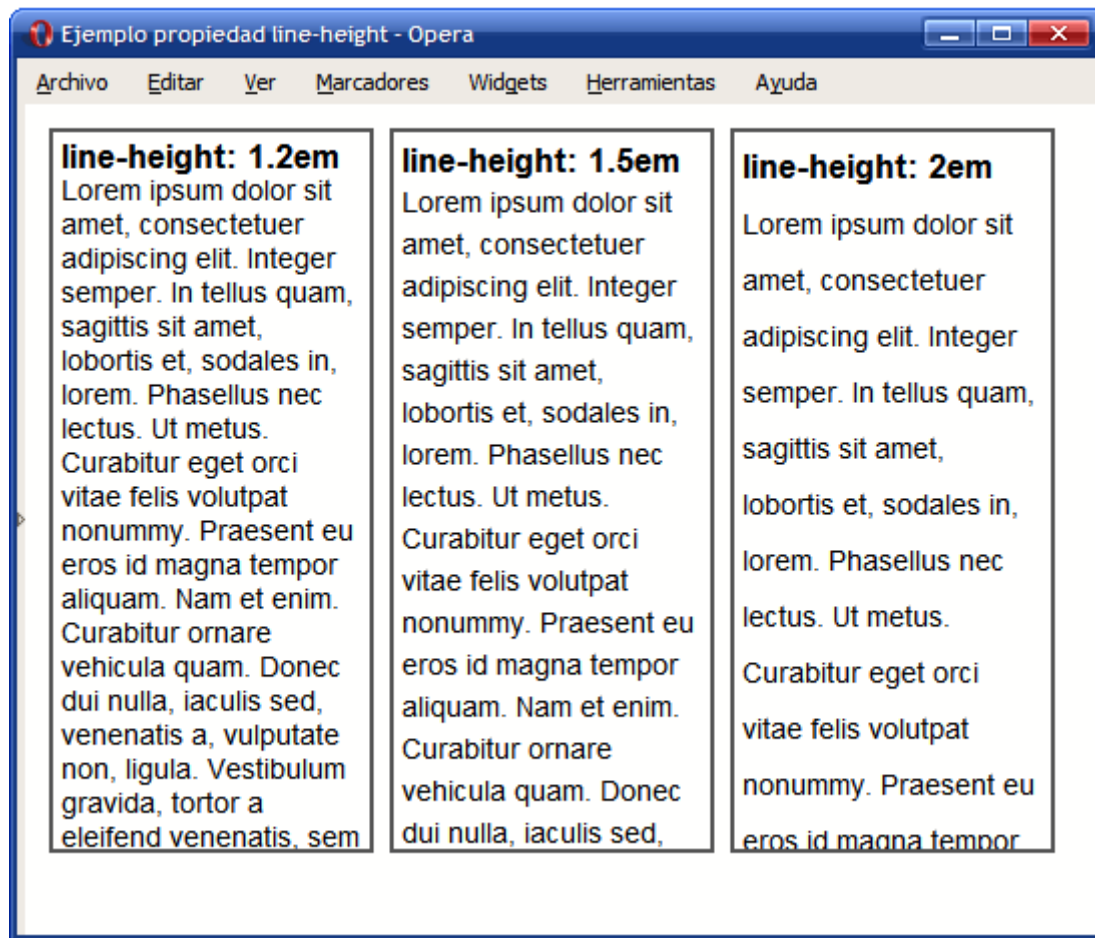 Ejemplo propiedad line-height - Opera
Archivo Editar Ver Marcadores Widgets Herramientas Ayuda
line-height: 1.2em
Lorem ipsum dolor sit
amet, consectetuer
adipiscing elit. Integer
semper. In tellus quam,
sagittis sit amet,
lobortis et, sodales in,
lorem. Phasellus nec
lectus. Ut metus.
Curabitur eget orci
vitae felis volutpat
nonummy. Praesent eu
eros id magna tempor
aliquam. Nam et enim.
Curabitur ornare
vehicula quam. Donec
dui nulla, iaculis sed,
venenatis a, vulputate
non, ligula. Vestibulum
gravida, tortor a
eleifend venenatis, sem
line-height: 1.5em
Lorem ipsum dolor sit
amet, consectetuer
adipiscing elit. Integer
semper. In tellus quam,
sagittis sit amet,
lobortis et, sodales in,
lorem. Phasellus nec
lectus. Ut metus.
Curabitur eget orci
vitae felis volutpat
nonummy. Praesent eu
eros id magna tempor
aliquam. Nam et enim.
Curabitur ornare
vehicula quam. Donec
dui nulla, iaculis sed,
line-height: 2em
Lorem ipsum dolor sit
amet, consectetuer
adipiscing elit. Integer
semper. In tellus quam,
sagittis sit amet,
lobortis et, sodales in,
lorem. Phasellus nec
lectus. Ut metus.
Curabitur eget orci
vitae felis volutpat
nonummy. Praesent eu
eros id magna tempor